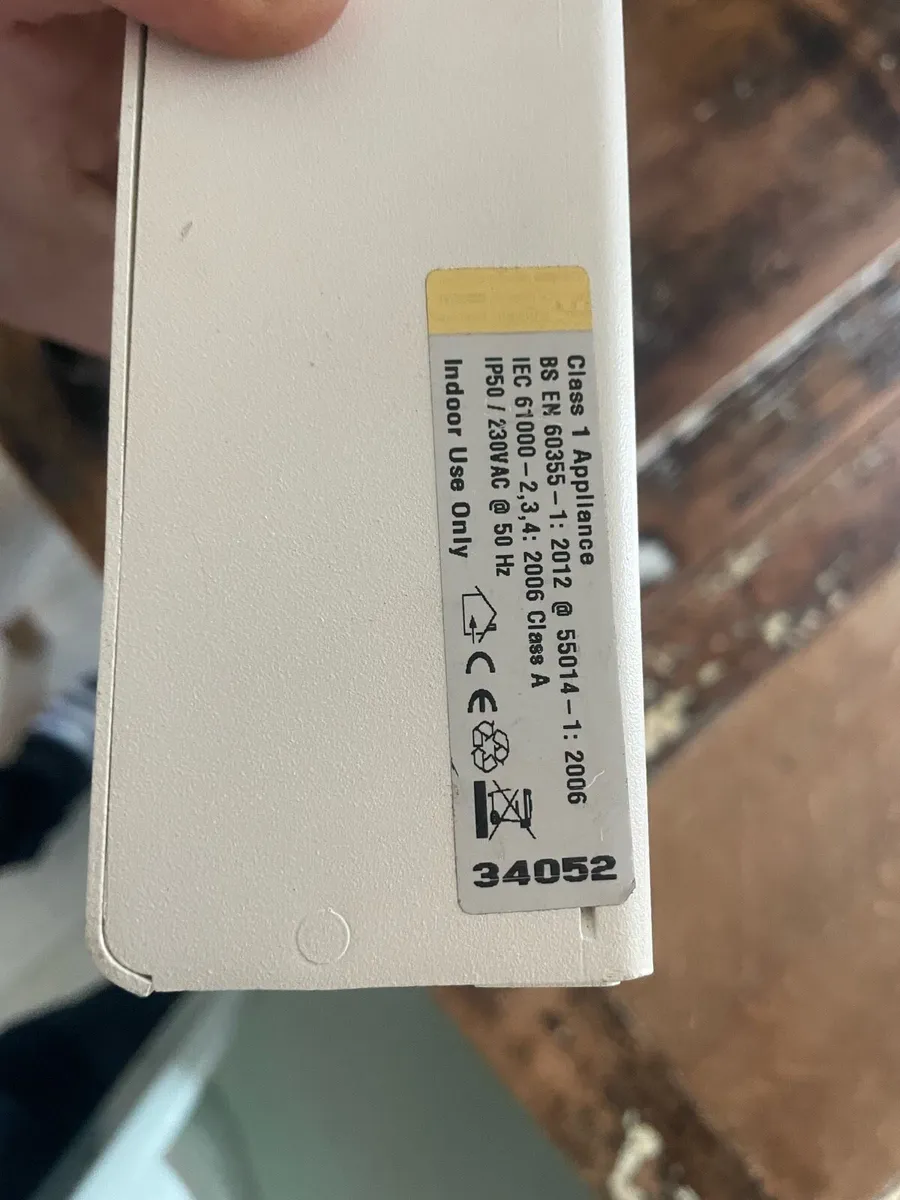 Class 1 Appliance
BS EN 60355-1: 2012 @ 55014-1: 2006
IEC 61000-2,3,4: 2006 Class A
IP50 / 230VAC @ 50 Hz
Indoor Use Only
CE
34052